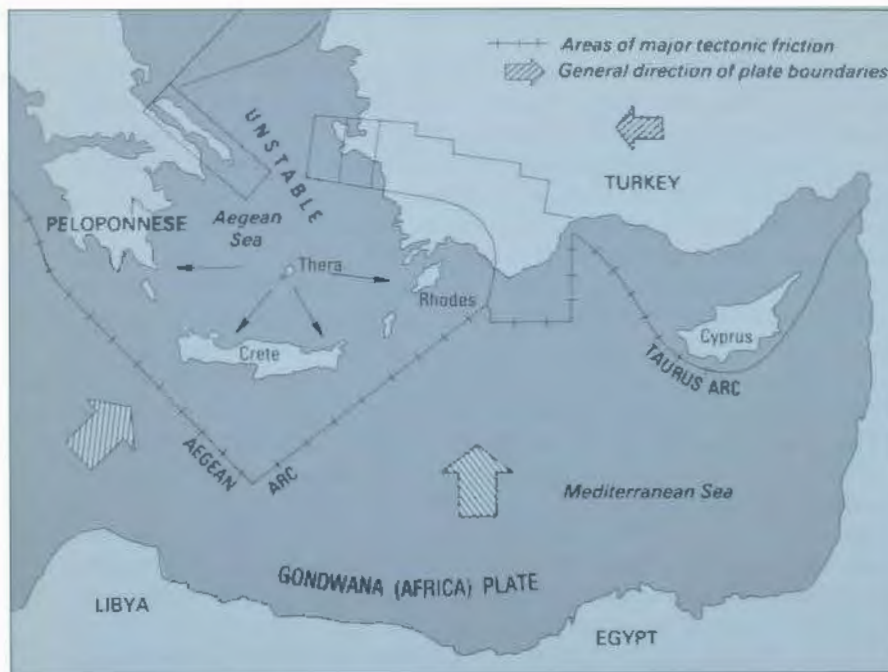 Areas of major tectonic friction
General direction of plate boundaries
UNSTABLE
TURKEY
PELOPONNESE
Aegean
Sea
Thera
Rhodes
Crete
Cyprus
TAURUS ARC
AEGEAN
ARC
Mediterranean Sea
GONDWANA (AFRICA) PLATE
LIBYA
EGYPT